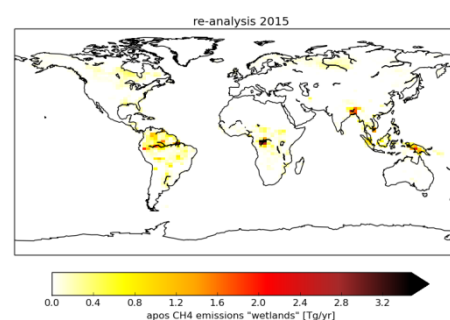 re-analysis 2015
0.0 0.4 0.8 1.2 1.6 2.0 2.4 2.8 3.2
apos CH4 emissions "wetlands" [Tg/yr]